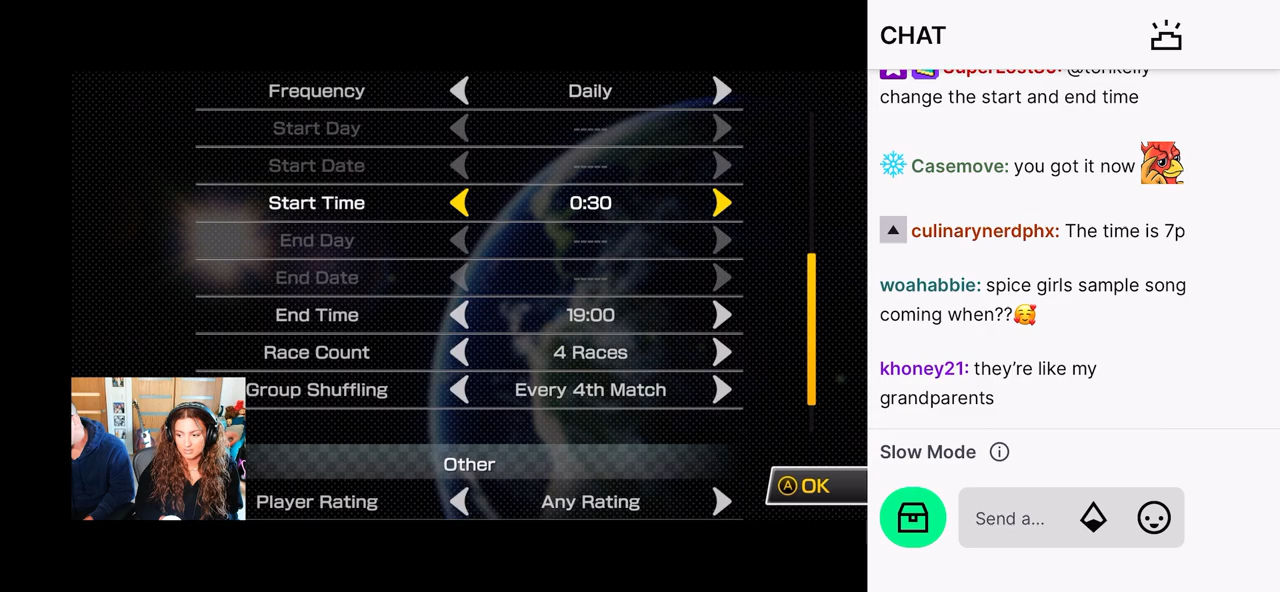 Frequency Daily
Start Day -----
Start Date -----
Start Time 0:30
End Day -----
End Date -----
End Time 19:00
Race Count 4 Races
Group Shuffling Every 4th Match
Other
Player Rating Any Rating
A OK
CHAT
change the start and end time
Casemove: you got it now
culinarynerdphx: The time is 7p
woahabbie: spice girls sample song
coming when??🥰
khoney21: they’re like my
grandparents
Slow Mode
Send a...